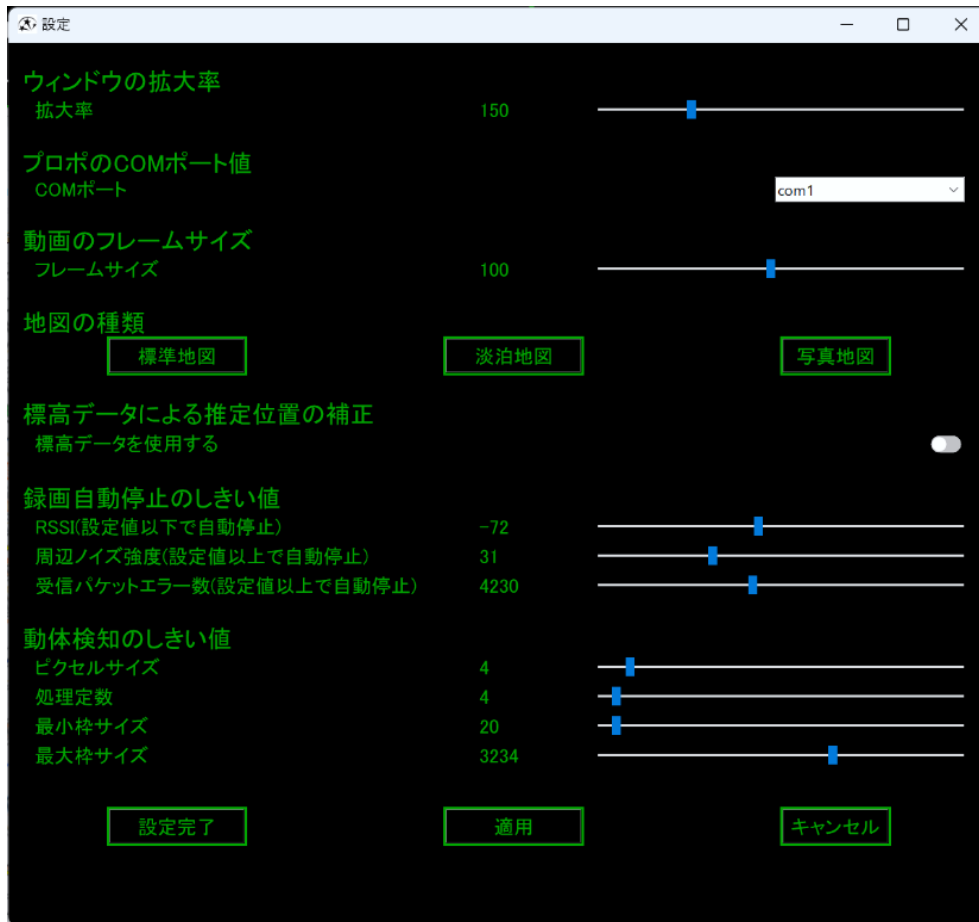 設定
ウィンドウの拡大率
拡大率 150
プロポのCOMポート値
COMポート com1
動画のフレームサイズ
フレームサイズ 100
地図の種類
標準地図 淡泊地図 写真地図
標高データによる推定位置の補正
標高データを使用する
録画自動停止のしきい値
RSSI(設定値以下で自動停止) -72
周辺ノイズ強度(設定値以上で自動停止) 31
受信パケットエラー数(設定値以上で自動停止) 4230
動体検知のしきい値
ピクセルサイズ 4
処理定数 4
最小枠サイズ 20
最大枠サイズ 3234
設定完了 適用 キャンセル